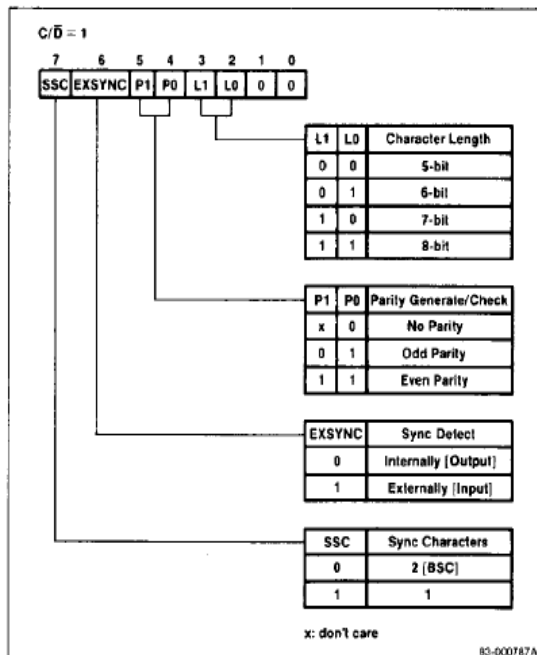 C/D̅ = 1
7 6 5 4 3 2 1 0
SSC EXSYNC P1 P0 L1 L0 0 0
L1 L0 Character Length
0 0 5-bit
0 1 6-bit
1 0 7-bit
1 1 8-bit
P1 P0 Parity Generate/Check
x 0 No Parity
0 1 Odd Parity
1 1 Even Parity
EXSYNC Sync Detect
0 Internally [Output]
1 Externally [Input]
SSC Sync Characters
0 2 [BSC]
1 1
x: don't care
83-000787A